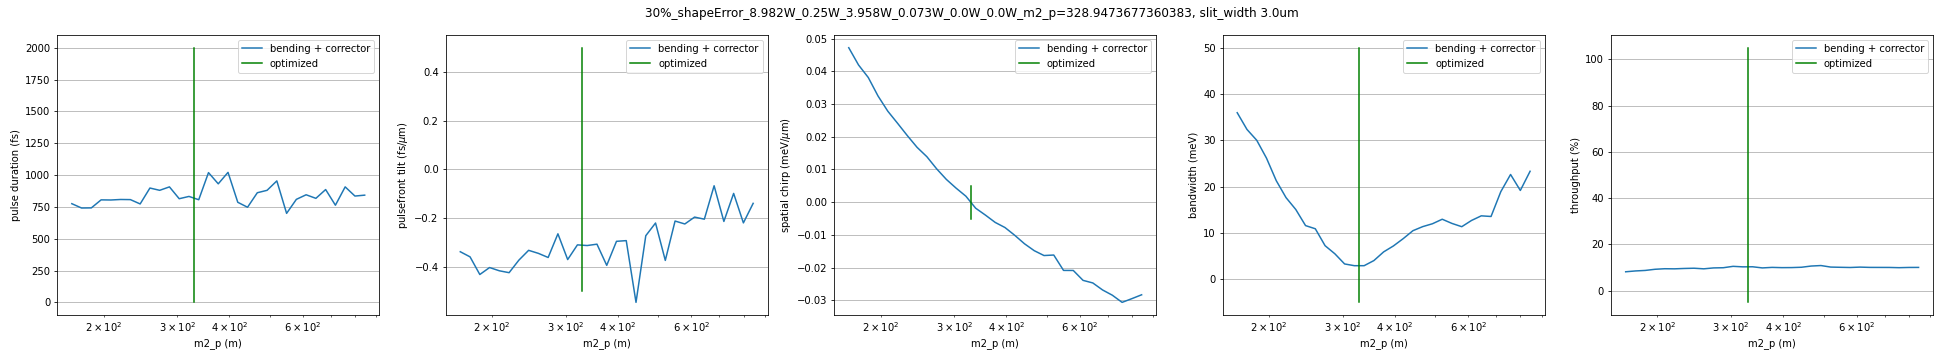 30%_shapeError_8.982W_0.25W_3.958W_0.073W_0.0W_0.0W_m2_p=328.9473677360383, slit_width 3.0um
pulse duration (fs)
2000
1750
1500
1250
1000
750
500
250
0
bending + corrector
optimized
2 × 10²
3 × 10²
4 × 10²
6 × 10²
m2_p (m)
pulsefront tilt (fs/μm)
0.4
0.2
0.0
−0.2
−0.4
bending + corrector
optimized
2 × 10²
3 × 10²
4 × 10²
6 × 10²
m2_p (m)
spatial chirp (meV/μm)
0.05
0.04
0.03
0.02
0.01
0.00
−0.01
−0.02
−0.03
bending + corrector
optimized
2 × 10²
3 × 10²
4 × 10²
6 × 10²
m2_p (m)
bandwidth (meV)
50
40
30
20
10
0
bending + corrector
optimized
2 × 10²
3 × 10²
4 × 10²
6 × 10²
m2_p (m)
throughput (%)
100
80
60
40
20
0
bending + corrector
optimized
2 × 10²
3 × 10²
4 × 10²
6 × 10²
m2_p (m)